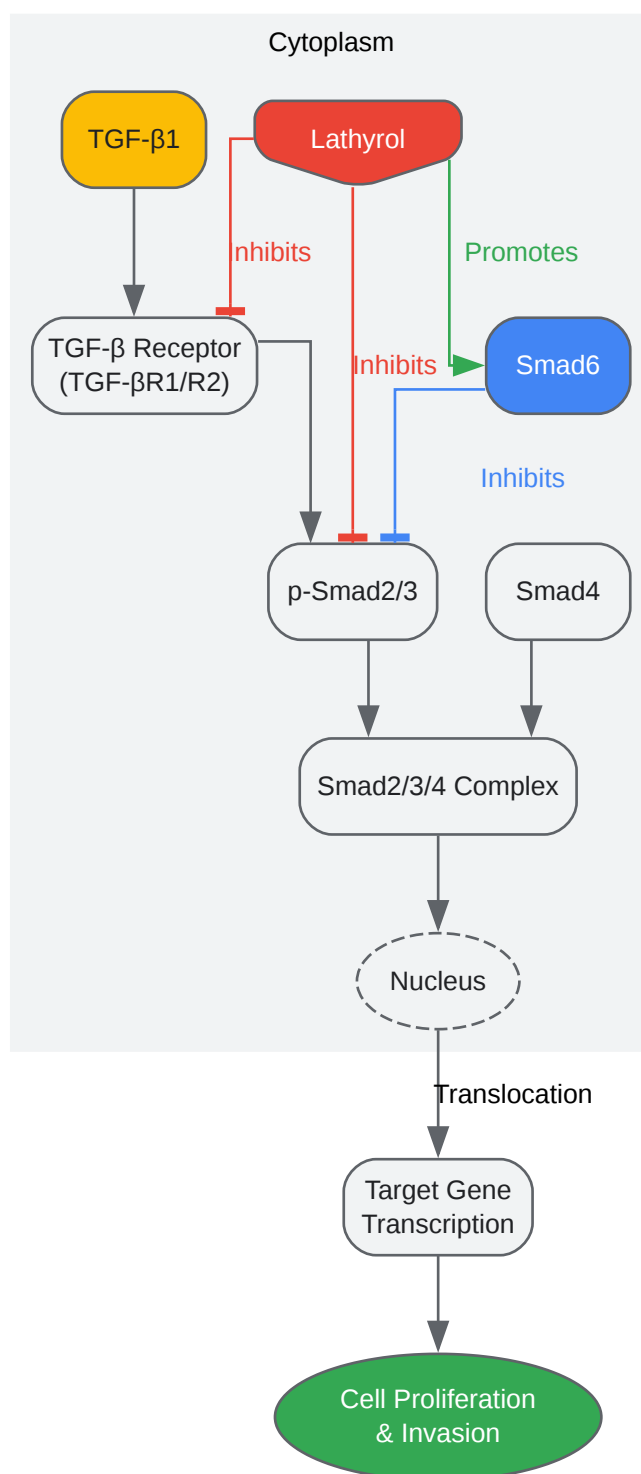 Cytoplasm
TGF-β1
Lathyrol
Inhibits
Promotes
TGF-β Receptor
(TGF-βR1/R2)
Inhibits
Smad6
Inhibits
p-Smad2/3
Smad4
Smad2/3/4 Complex
Nucleus
Translocation
Target Gene
Transcription
Cell Proliferation
& Invasion